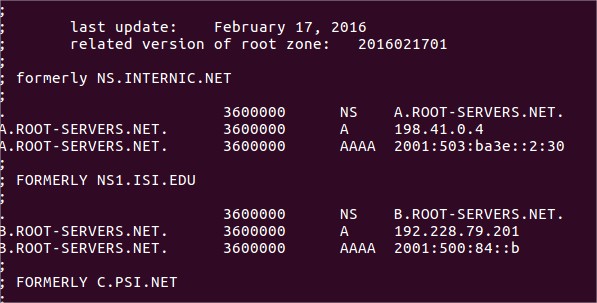 ;
;       last update:    February 17, 2016
;       related version of root zone:   2016021701
;
; formerly NS.INTERNIC.NET
;
.                        3600000      NS    A.ROOT-SERVERS.NET.
A.ROOT-SERVERS.NET.      3600000      A     198.41.0.4
A.ROOT-SERVERS.NET.      3600000      AAAA  2001:503:ba3e::2:30
;
; FORMERLY NS1.ISI.EDU
;
.                        3600000      NS    B.ROOT-SERVERS.NET.
B.ROOT-SERVERS.NET.      3600000      A     192.228.79.201
B.ROOT-SERVERS.NET.      3600000      AAAA  2001:500:84::b
;
; FORMERLY C.PSI.NET
;